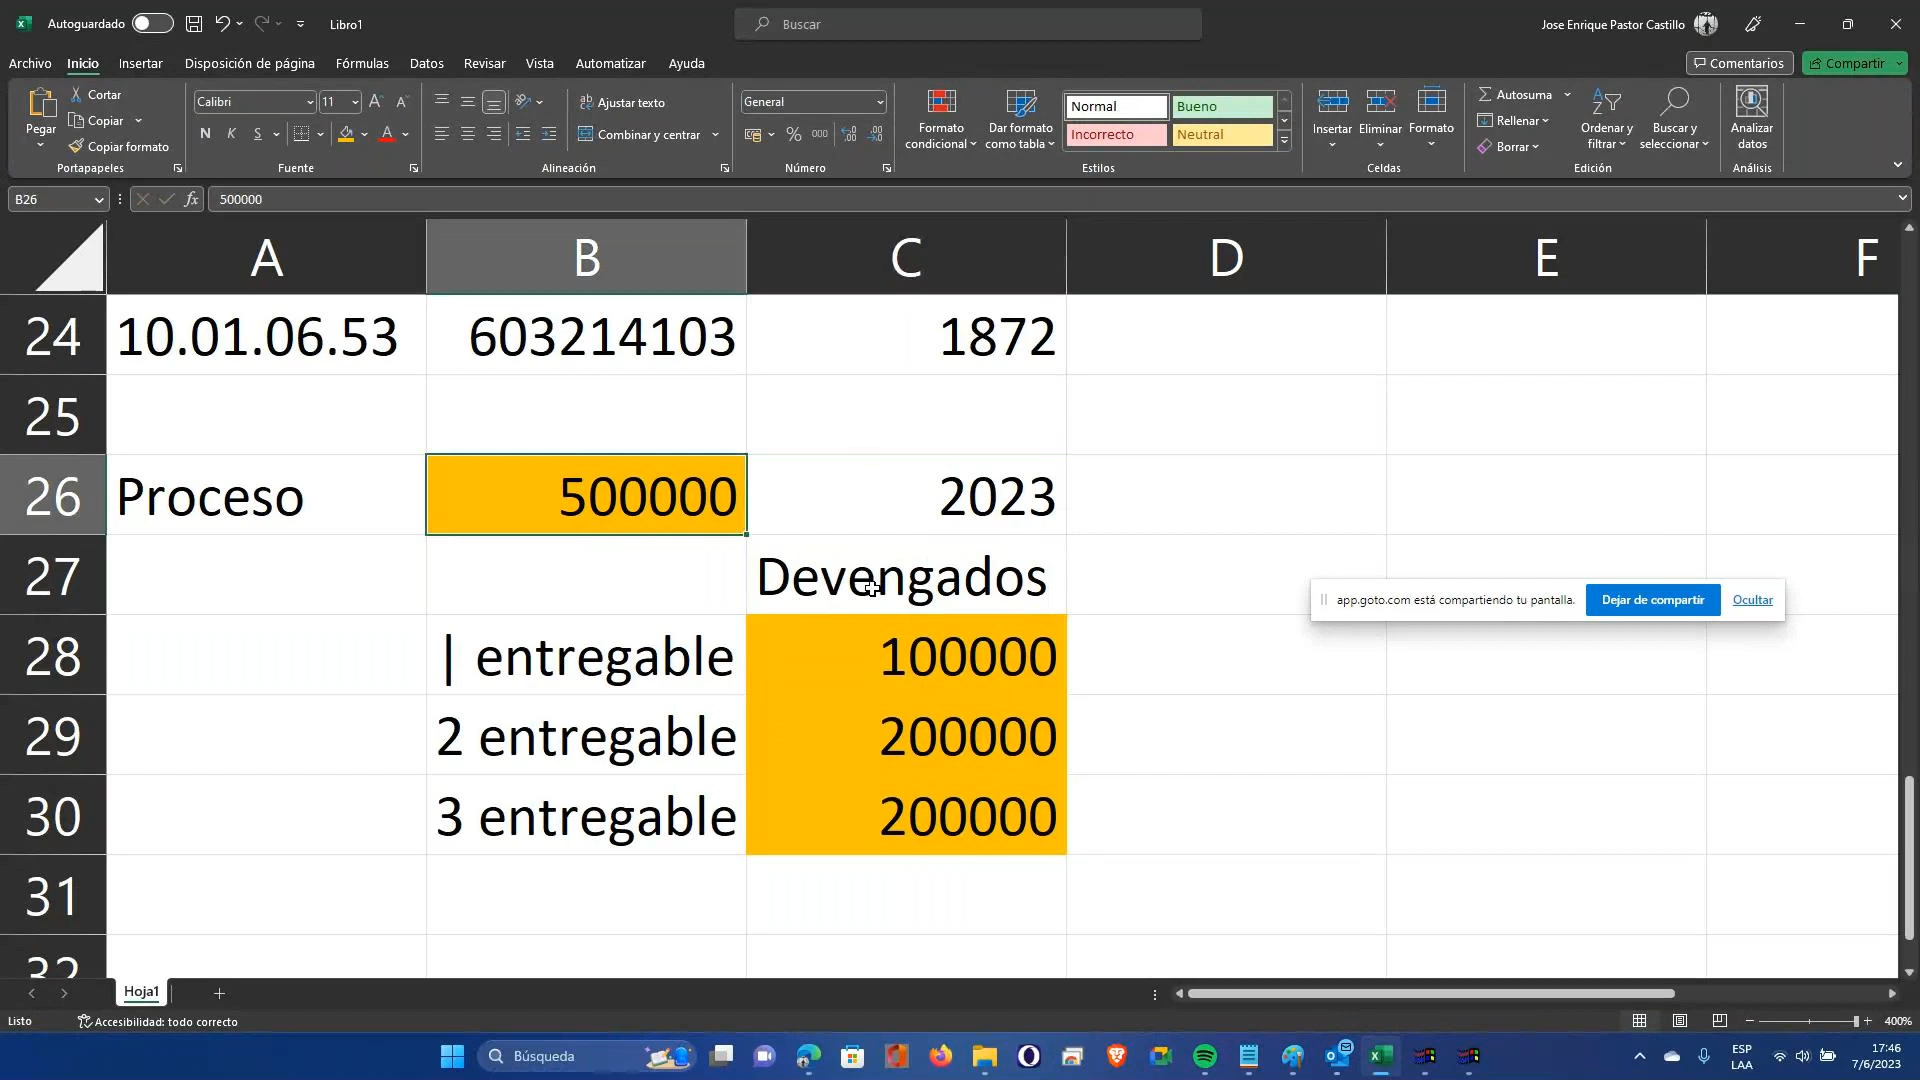 Autoguardado
Libro1
Buscar
Jose Enrique Pastor Castillo
Archivo Inicio Insertar Disposición de página Fórmulas Datos Revisar Vista Automatizar Ayuda
Comentarios
Compartir
Pegar
Cortar
Copiar
Copiar formato
Portapapeles
Calibri
11
N K S
Fuente
Ajustar texto
Combinar y centrar
Alineación
General
% 000
Número
Formato condicional
Dar formato como tabla
Normal
Bueno
Incorrecto
Neutral
Estilos
Insertar
Eliminar
Formato
Celdas
Autosuma
Rellenar
Borrar
Ordenar y filtrar
Buscar y seleccionar
Edición
Analizar datos
Análisis
B26
fx
500000
A B C D E F
24 10.01.06.53 603214103 1872
25
26 Proceso 500000 2023
27 Devengados
28 | entregable 100000
29 2 entregable 200000
30 3 entregable 200000
31
32
app.goto.com está compartiendo tu pantalla.
Dejar de compartir
Ocultar
Hoja1
Listo
Accesibilidad: todo correcto
400%
Búsqueda
ESP
LAA
17:46
7/6/2023